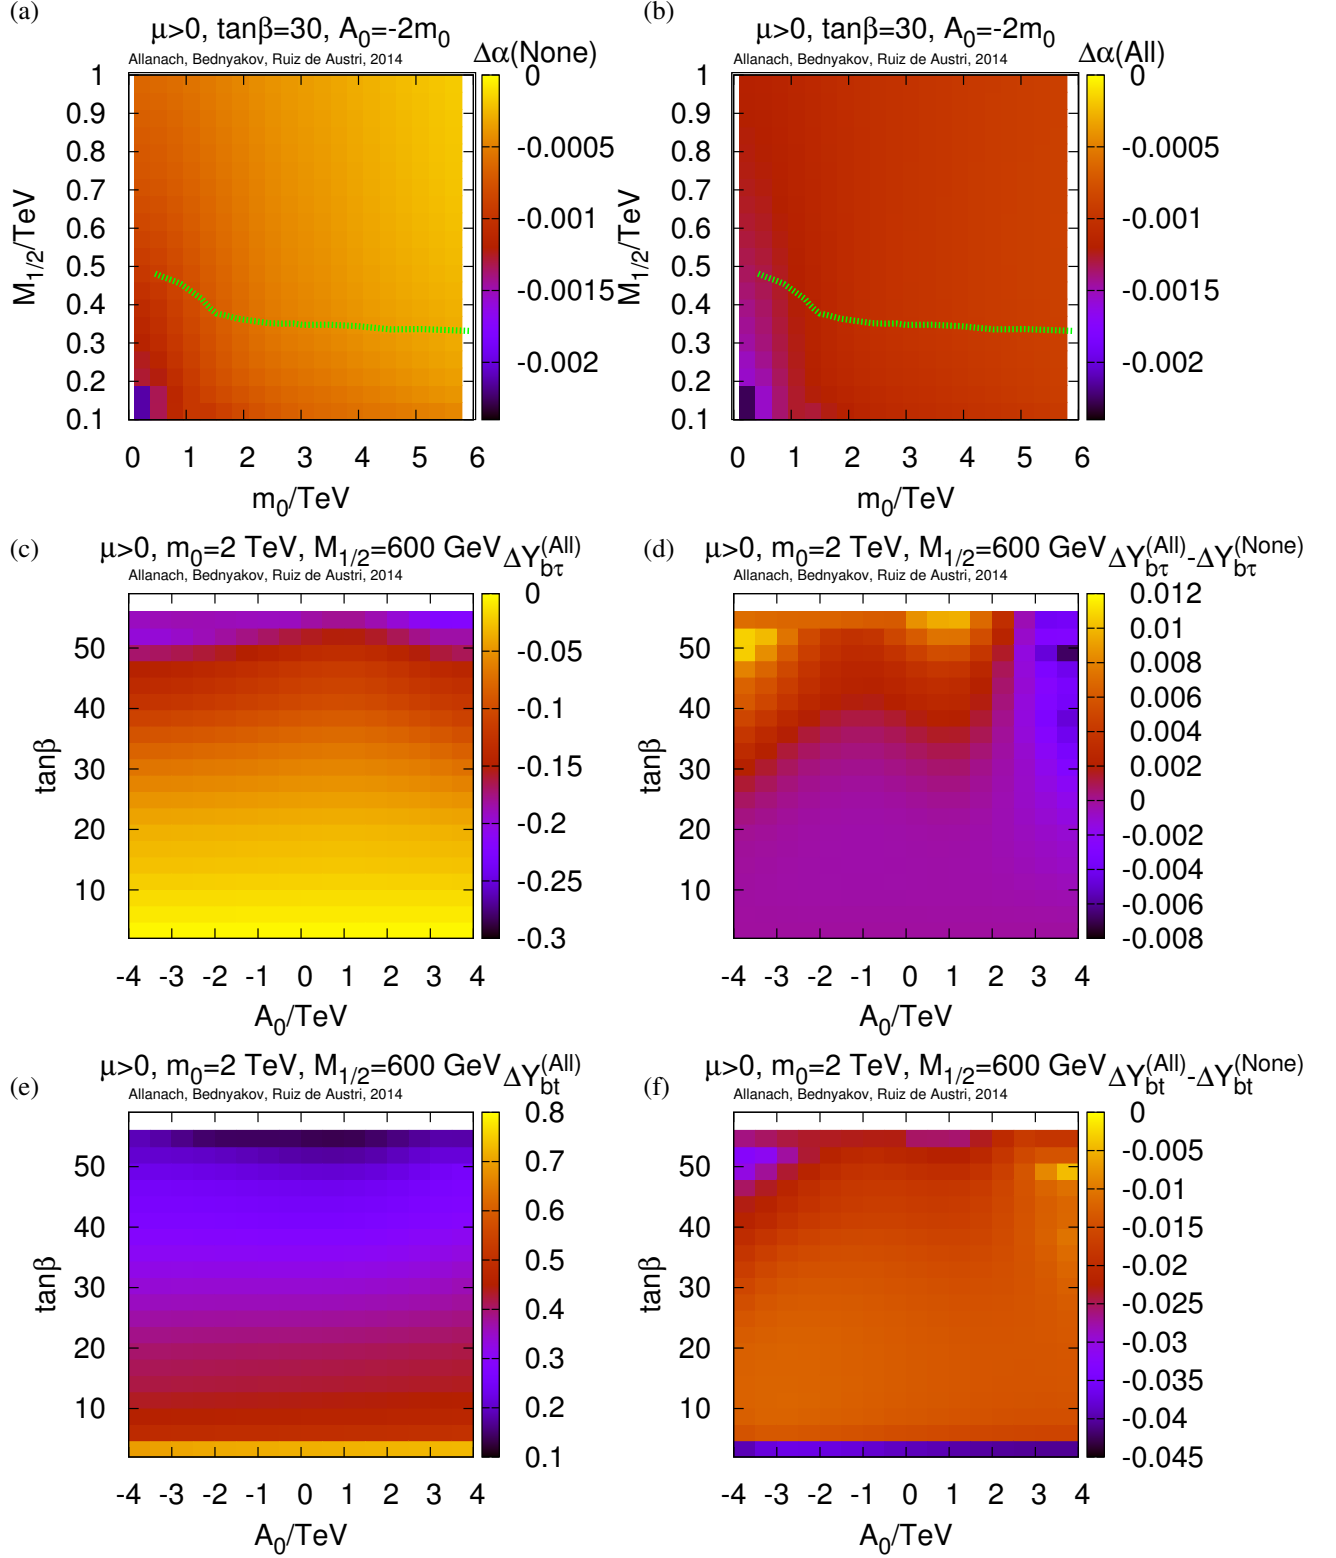 (a)
μ>0, tanβ=30, A0=-2m0
Allanach, Bednyakov, Ruiz de Austri, 2014
Δα(None)
M1/2/TeV
1
0.9
0.8
0.7
0.6
0.5
0.4
0.3
0.2
0.1
0 1 2 3 4 5 6
m0/TeV
0
-0.0005
-0.001
-0.0015
-0.002
(b)
μ>0, tanβ=30, A0=-2m0
Allanach, Bednyakov, Ruiz de Austri, 2014
Δα(All)
M1/2/TeV
1
0.9
0.8
0.7
0.6
0.5
0.4
0.3
0.2
0.1
0 1 2 3 4 5 6
m0/TeV
0
-0.0005
-0.001
-0.0015
-0.002
(c)
μ>0, m0=2 TeV, M1/2=600 GeV
ΔYbτ(All)
Allanach, Bednyakov, Ruiz de Austri, 2014
tanβ
50
40
30
20
10
-4 -3 -2 -1 0 1 2 3 4
A0/TeV
0
-0.05
-0.1
-0.15
-0.2
-0.25
-0.3
(d)
μ>0, m0=2 TeV, M1/2=600 GeV
ΔYbτ(All)-ΔYbτ(None)
Allanach, Bednyakov, Ruiz de Austri, 2014
tanβ
50
40
30
20
10
-4 -3 -2 -1 0 1 2 3 4
A0/TeV
0.012
0.01
0.008
0.006
0.004
0.002
0
-0.002
-0.004
-0.006
-0.008
(e)
μ>0, m0=2 TeV, M1/2=600 GeV
ΔYbt(All)
Allanach, Bednyakov, Ruiz de Austri, 2014
tanβ
50
40
30
20
10
-4 -3 -2 -1 0 1 2 3 4
A0/TeV
0.8
0.7
0.6
0.5
0.4
0.3
0.2
0.1
(f)
μ>0, m0=2 TeV, M1/2=600 GeV
ΔYbt(All)-ΔYbt(None)
Allanach, Bednyakov, Ruiz de Austri, 2014
tanβ
50
40
30
20
10
-4 -3 -2 -1 0 1 2 3 4
A0/TeV
0
-0.005
-0.01
-0.015
-0.02
-0.025
-0.03
-0.035
-0.04
-0.045